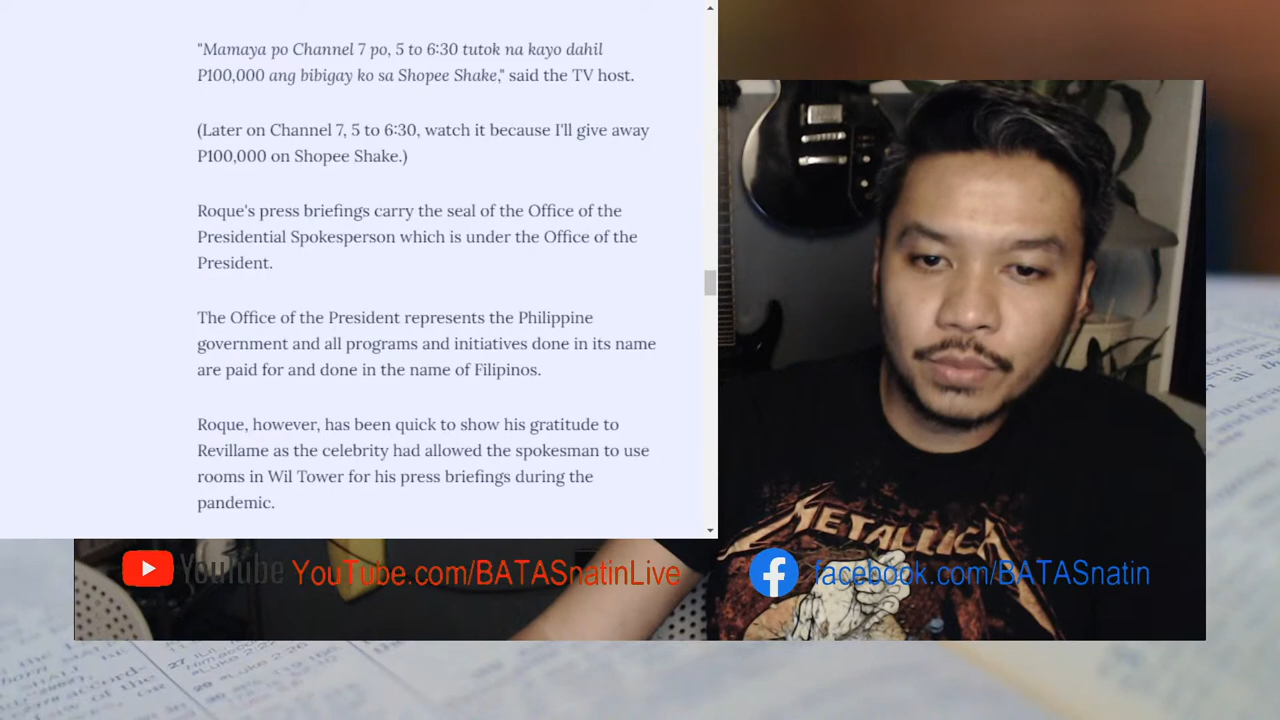 "Mamaya po Channel 7 po, 5 to 6:30 tutok na kayo dahil
P100,000 ang bibigay ko sa Shopee Shake," said the TV host.
(Later on Channel 7, 5 to 6:30, watch it because I'll give away
P100,000 on Shopee Shake.)
Roque's press briefings carry the seal of the Office of the
Presidential Spokesperson which is under the Office of the
President.
The Office of the President represents the Philippine
government and all programs and initiatives done in its name
are paid for and done in the name of Filipinos.
Roque, however, has been quick to show his gratitude to
Revillame as the celebrity had allowed the spokesman to use
rooms in Wil Tower for his press briefings during the
pandemic.
METALLICA
YouTube YouTube.com/BATASnatinLive
facebook.com/BATASnatin